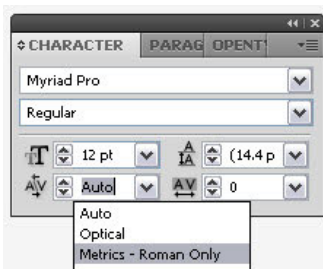 CHARACTER PARAG OPENT
Myriad Pro
Regular
12 pt (14.4 p
Auto 0
Auto
Optical
Metrics - Roman Only